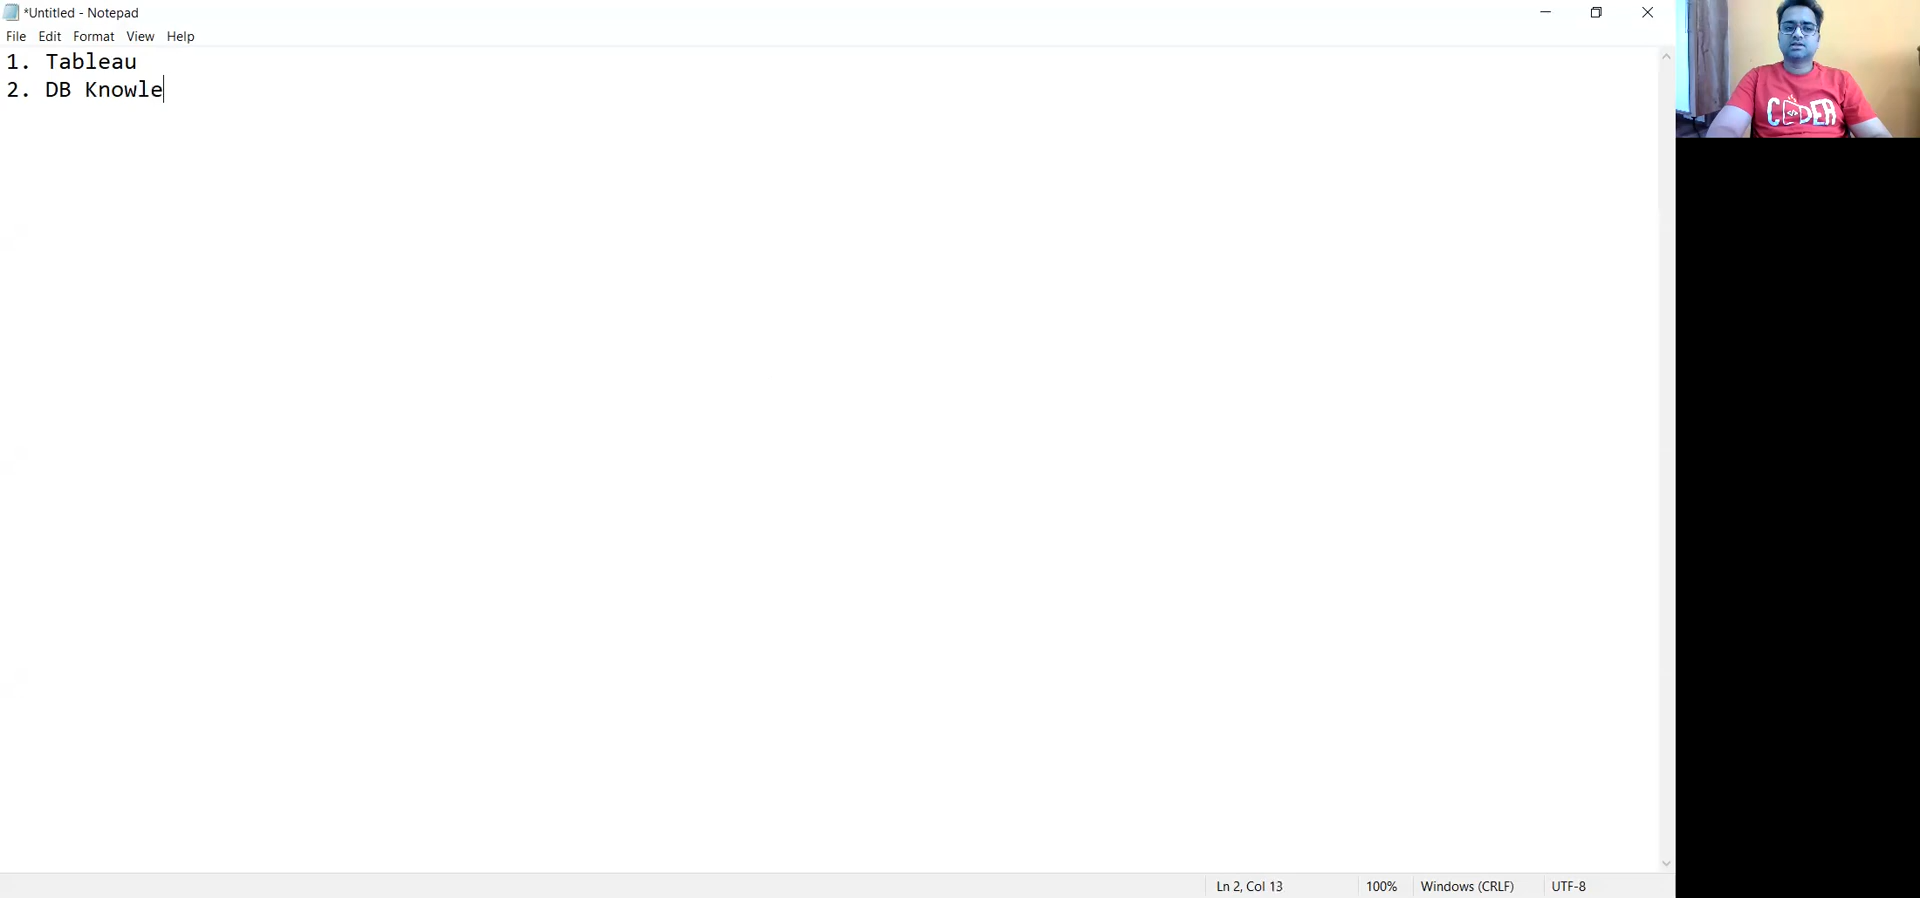 *Untitled - Notepad
File Edit Format View Help
1. Tableau
2. DB Knowle
Ln 2, Col 13
100%
Windows (CRLF)
UTF-8
CODER